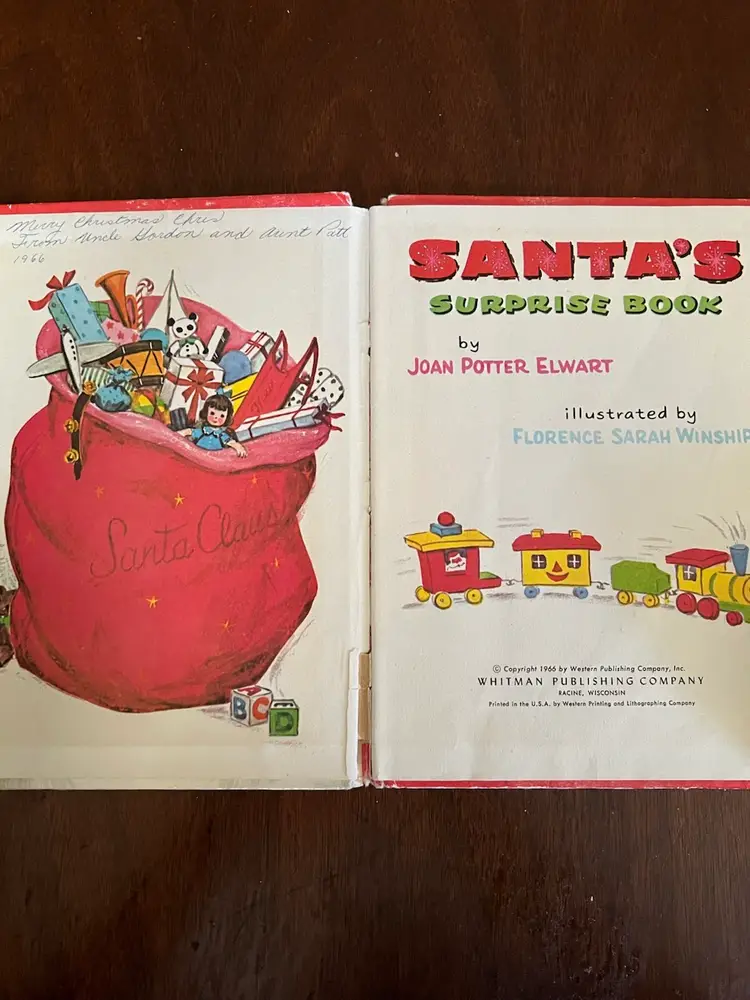 Merry Christmas Chris
From Uncle Gordon and Aunt Patt
1966
Santa Claus
A
B C D
SANTA'S
SURPRISE BOOK
by
JOAN POTTER ELWART
illustrated by
FLORENCE SARAH WINSHIP
© Copyright 1966 by Western Publishing Company, Inc.
WHITMAN PUBLISHING COMPANY
RACINE, WISCONSIN
Printed in the U.S.A. by Western Printing and Lithographing Company